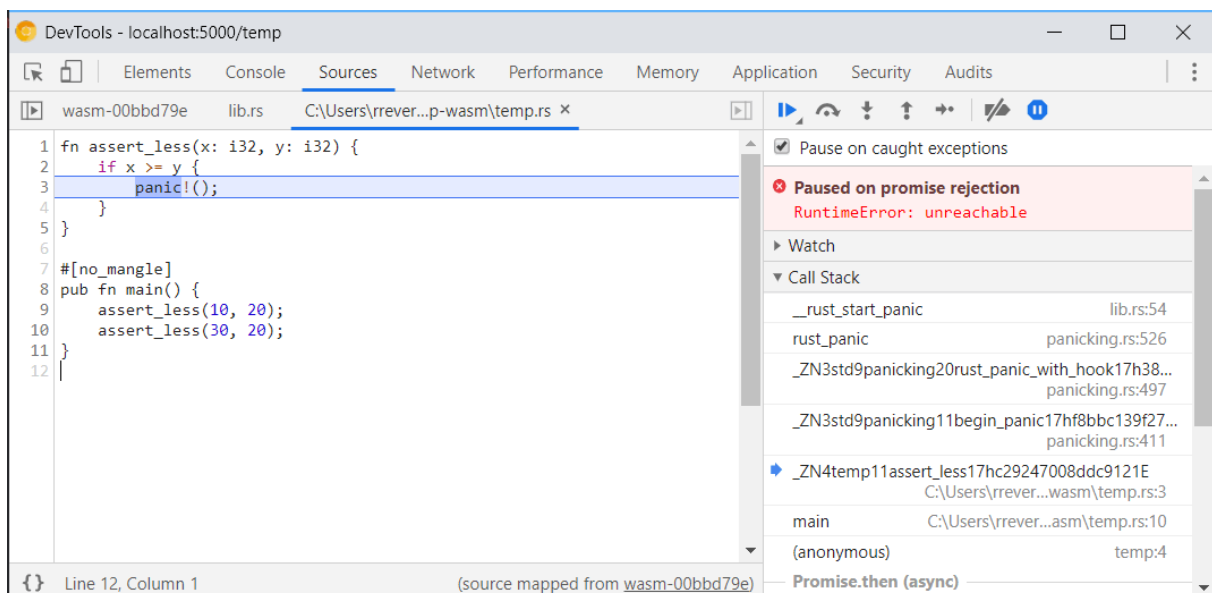 DevTools - localhost:5000/temp
Elements Console Sources Network Performance Memory Application Security Audits
wasm-00bbd79e lib.rs C:\Users\rrever...p-wasm\temp.rs ×
1 fn assert_less(x: i32, y: i32) {
2     if x >= y {
3         panic!();
4     }
5 }
6
7 #[no_mangle]
8 pub fn main() {
9     assert_less(10, 20);
10     assert_less(30, 20);
11 }
12
{} Line 12, Column 1 (source mapped from wasm-00bbd79e)
Pause on caught exceptions
Paused on promise rejection
RuntimeError: unreachable
Watch
Call Stack
__rust_start_panic lib.rs:54
rust_panic panicking.rs:526
_ZN3std9panicking20rust_panic_with_hook17h38...
panicking.rs:497
_ZN3std9panicking11begin_panic17hf8bbc139f27...
panicking.rs:411
_ZN4temp11assert_less17hc29247008ddc9121E
C:\Users\rrever...wasm\temp.rs:3
main C:\Users\rrever...asm\temp.rs:10
(anonymous) temp:4
Promise.then (async)